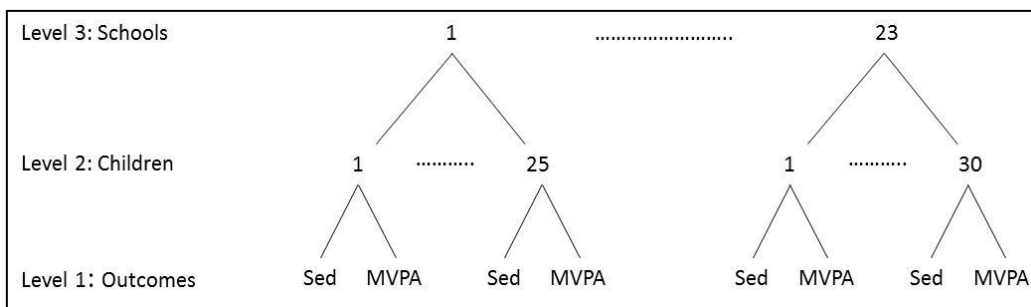 Level 3: Schools 1 ........................ 23
Level 2: Children 1 ........... 25 1 ........... 30
Level 1: Outcomes Sed MVPA Sed MVPA Sed MVPA Sed MVPA